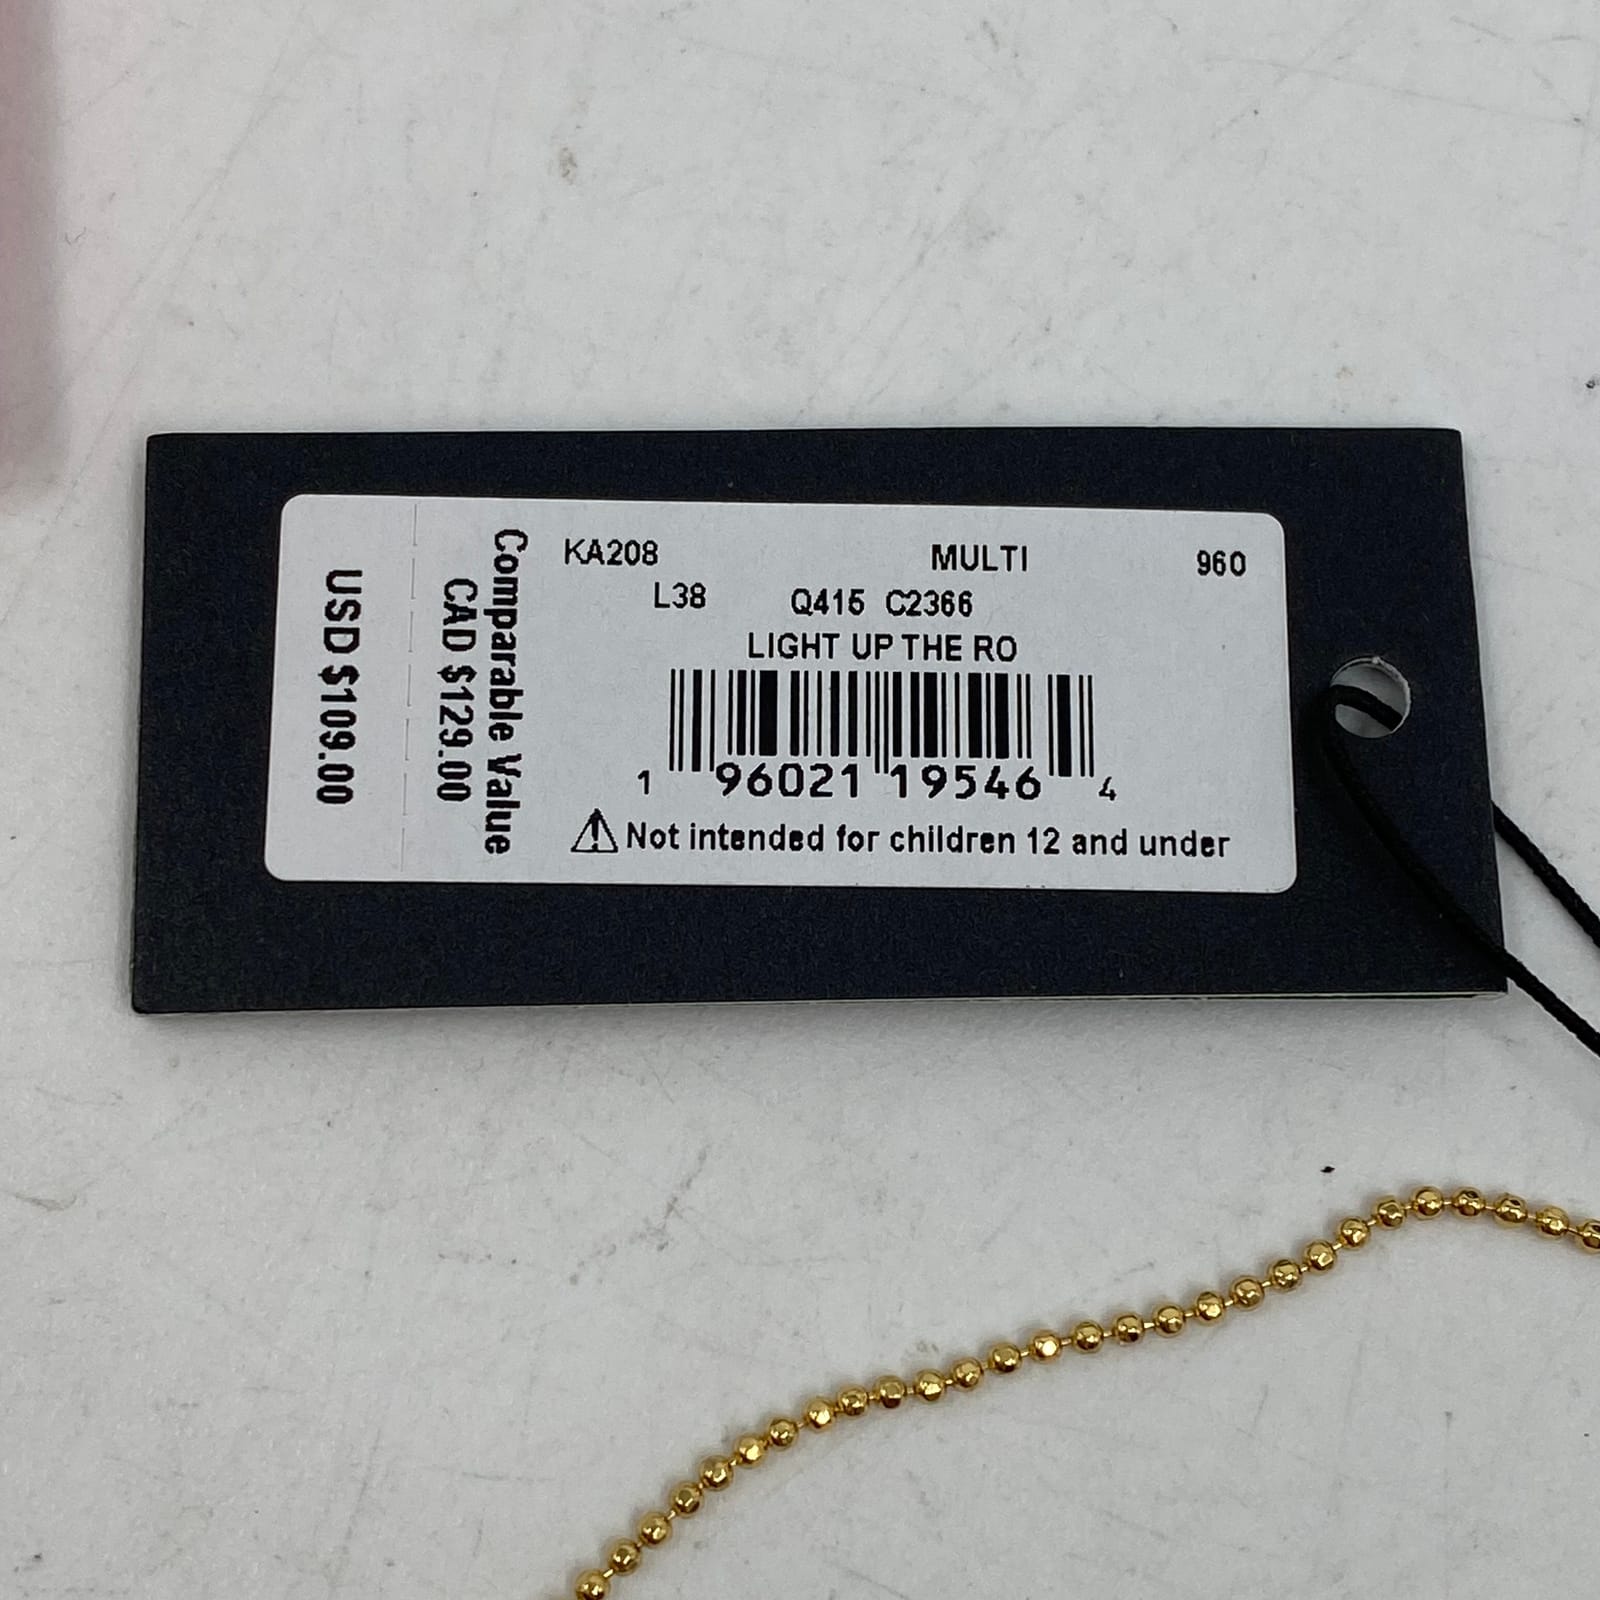 KA208 MULTI 960
L38 Q415 C2366
LIGHT UP THE RO
1 96021 19546 4
Not intended for children 12 and under
Comparable Value
CAD $129.00
USD $109.00